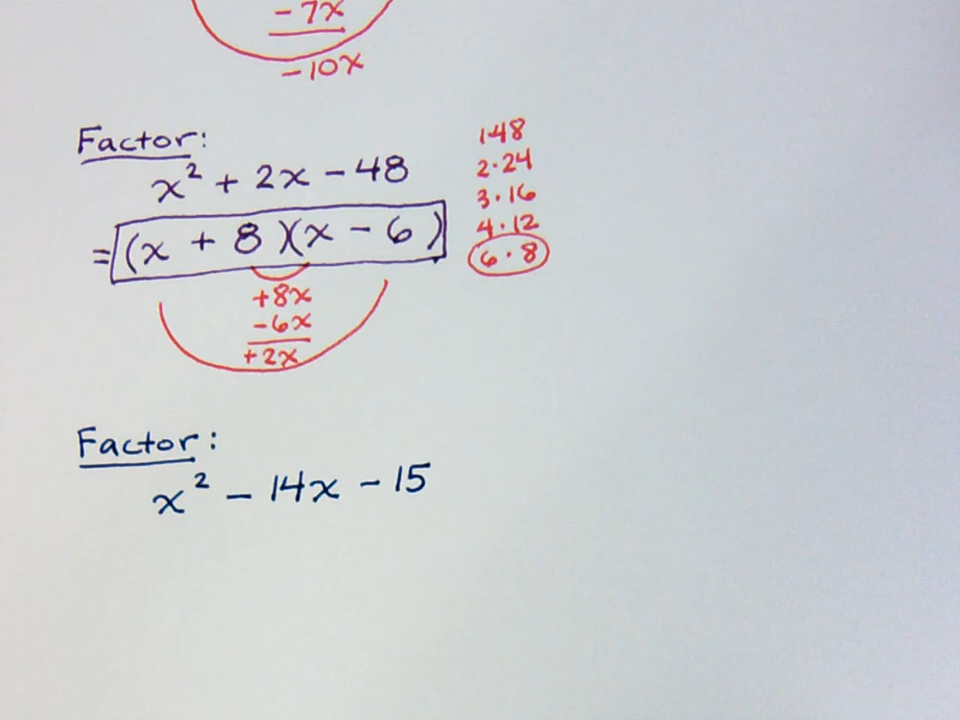 - 7x
- 10x
Factor:
x² + 2x - 48
= (x + 8)(x - 6)
+8x
-6x
+2x
1·48
2·24
3·16
4·12
6·8
Factor:
x² - 14x - 15